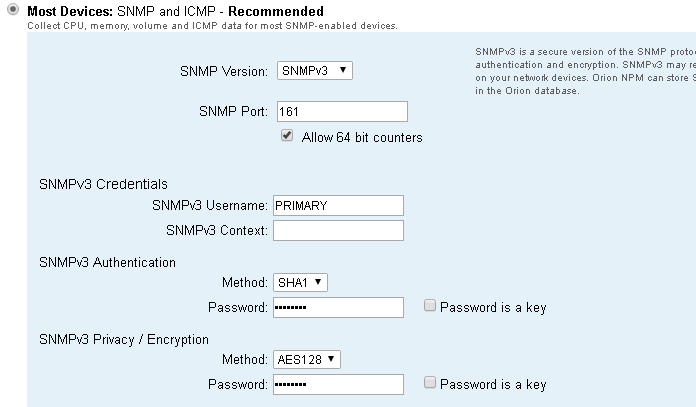 Most Devices: SNMP and ICMP - Recommended
Collect CPU, memory, volume and ICMP data for most SNMP-enabled devices.
SNMPv3 is a secure version of the SNMP proto
authentication and encryption. SNMPv3 may re
on your network devices. Orion NPM can store S
in the Orion database.
SNMP Version: SNMPv3
SNMP Port: 161
Allow 64 bit counters
SNMPv3 Credentials
SNMPv3 Username: PRIMARY
SNMPv3 Context:
SNMPv3 Authentication
Method: SHA1
Password: •••••••• Password is a key
SNMPv3 Privacy / Encryption
Method: AES128
Password: •••••••• Password is a key